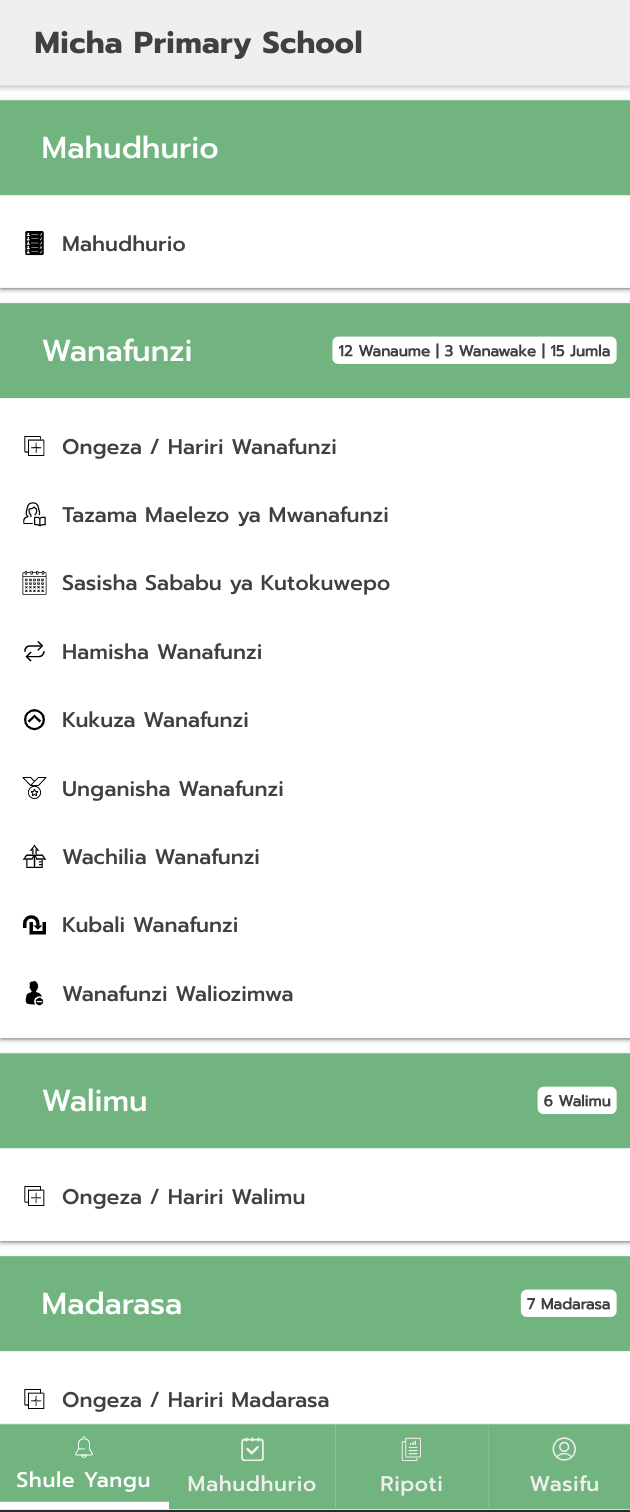 Micha Primary School
Mahudhurio
Mahudhurio
Wanafunzi
12 Wanaume | 3 Wanawake | 15 Jumla
Ongeza / Hariri Wanafunzi
Tazama Maelezo ya Mwanafunzi
Sasisha Sababu ya Kutokuwepo
Hamisha Wanafunzi
Kukuza Wanafunzi
Unganisha Wanafunzi
Wachilia Wanafunzi
Kubali Wanafunzi
Wanafunzi Waliozimwa
Walimu
6 Walimu
Ongeza / Hariri Walimu
Madarasa
7 Madarasa
Ongeza / Hariri Madarasa
Shule Yangu
Mahudhurio
Ripoti
Wasifu